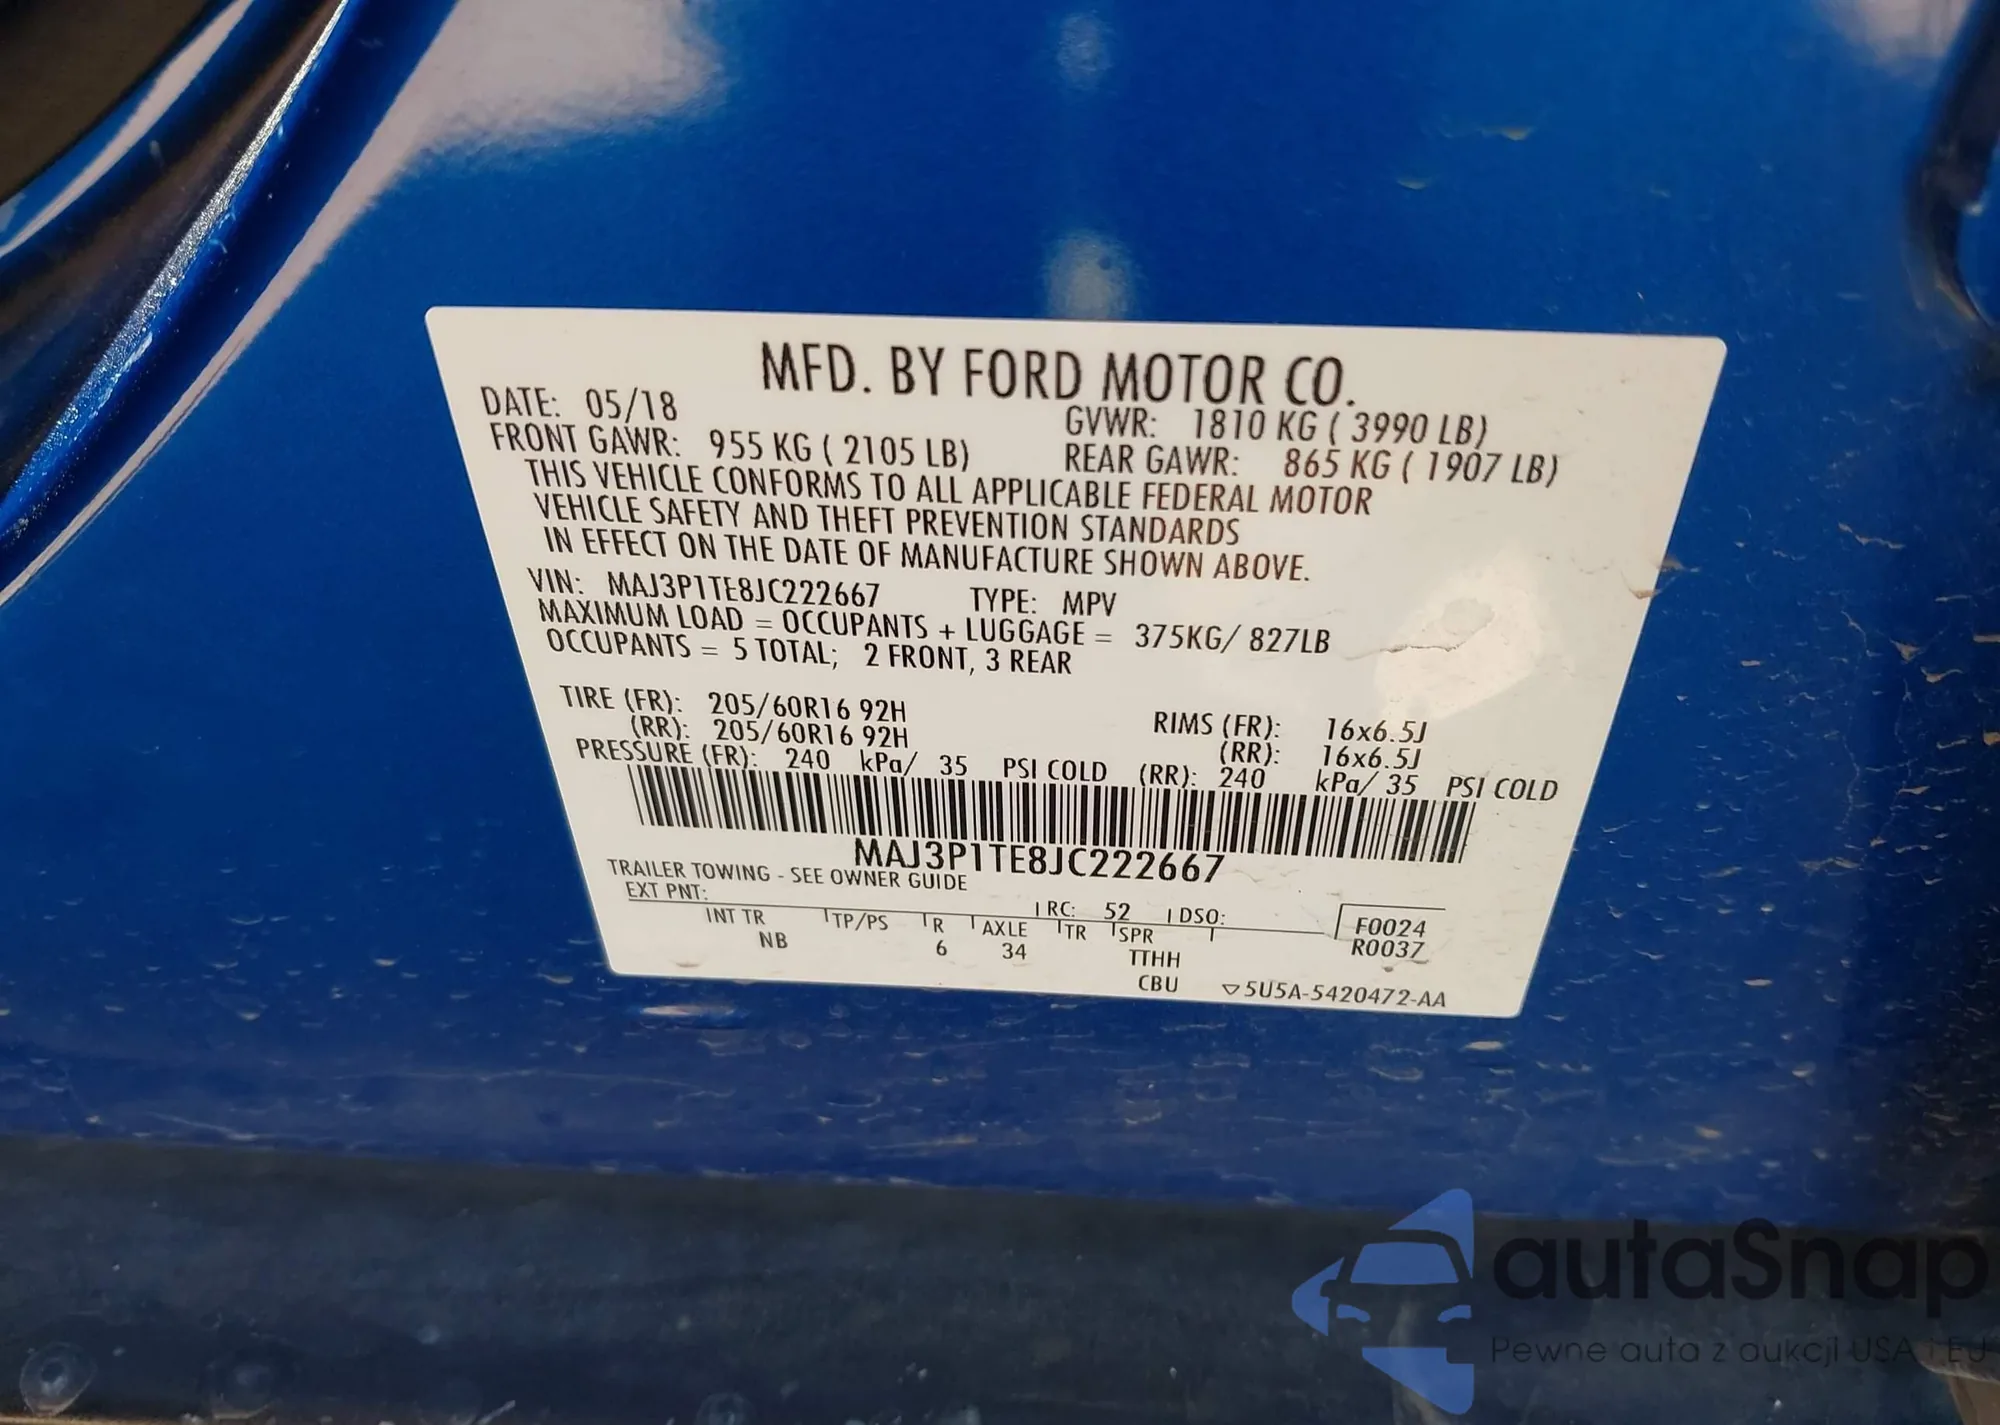 MFD. BY FORD MOTOR CO.
DATE: 05/18 GVWR: 1810 KG ( 3990 LB)
FRONT GAWR: 955 KG ( 2105 LB) REAR GAWR: 865 KG ( 1907 LB)
THIS VEHICLE CONFORMS TO ALL APPLICABLE FEDERAL MOTOR
VEHICLE SAFETY AND THEFT PREVENTION STANDARDS
IN EFFECT ON THE DATE OF MANUFACTURE SHOWN ABOVE.
VIN: MAJ3P1TE8JC222667 TYPE: MPV
MAXIMUM LOAD = OCCUPANTS + LUGGAGE = 375KG/ 827LB
OCCUPANTS = 5 TOTAL; 2 FRONT, 3 REAR
TIRE (FR): 205/60R16 92H RIMS (FR): 16x6.5J
(RR): 205/60R16 92H (RR): 16x6.5J
PRESSURE (FR): 240 kPa/ 35 PSI COLD (RR): 240 kPa/ 35 PSI COLD
MAJ3P1TE8JC222667
TRAILER TOWING - SEE OWNER GUIDE
EXT PNT: RC: 52 DSO: F0024
INT TR TP/PS R AXLE TR SPR R0037
NB 6 34 TTHH
CBU ▽5U5A-5420472-AA
autaSnap
Pewne auta z aukcji USA i EU